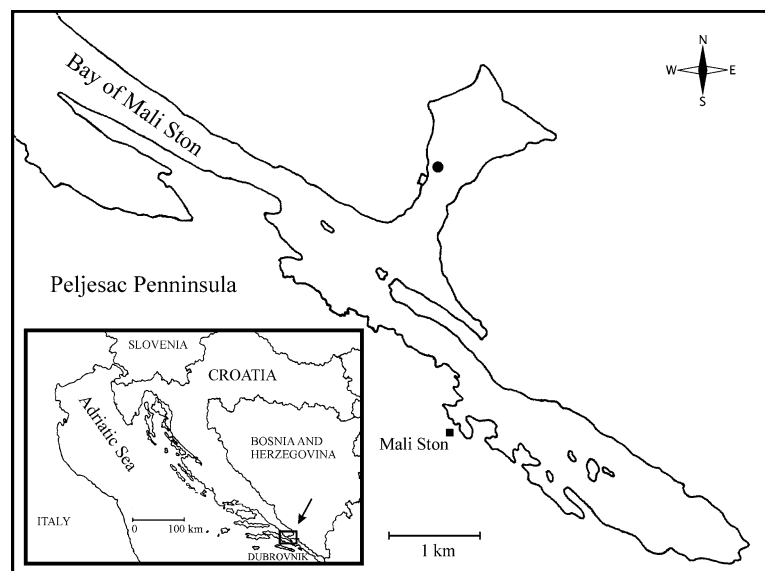 N
W E
S
Bay of Mali Ston
Peljesac Penninsula
SLOVENIA
CROATIA
Adriatic Sea
BOSNIA AND
HERZEGOVINA
ITALY
0 100 km
DUBROVNIK
Mali Ston
1 km